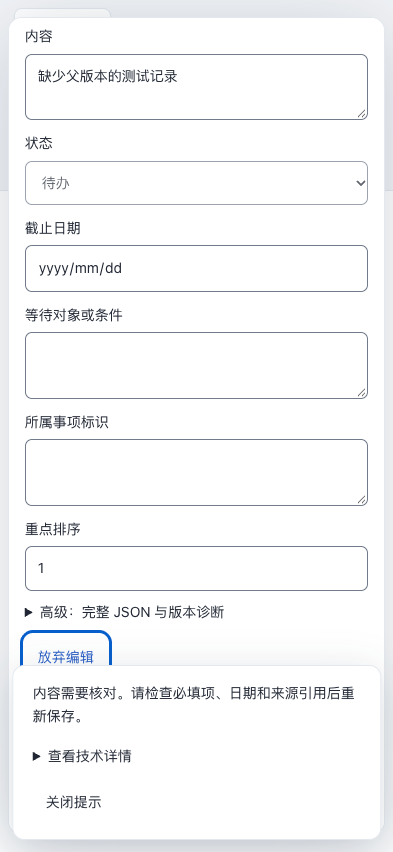 内容
缺少父版本的测试记录
状态
待办
截止日期
yyyy/mm/dd
等待对象或条件
所属事项标识
重点排序
1
高级：完整 JSON 与版本诊断
放弃编辑
内容需要核对。请检查必填项、日期和来源引用后重
新保存。
查看技术详情
关闭提示